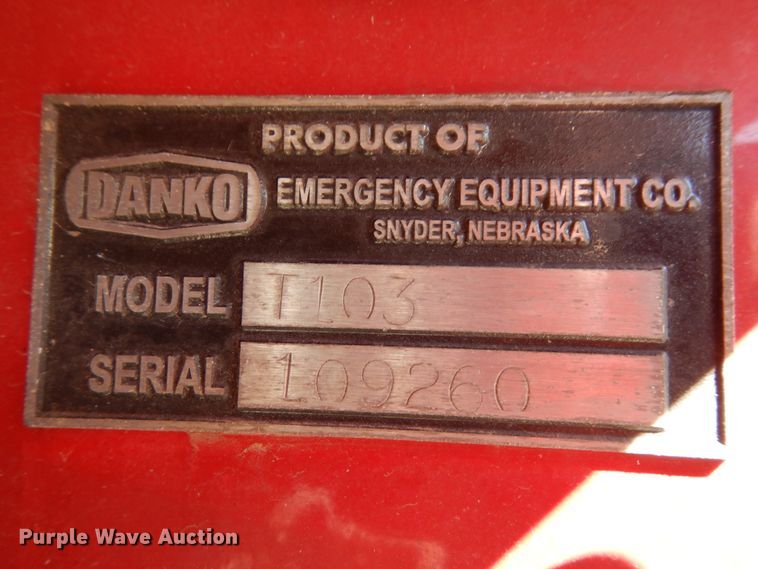 PRODUCT OF
DANKO
EMERGENCY EQUIPMENT CO.
SNYDER, NEBRASKA
MODEL T103
SERIAL 109260
Purple Wave Auction